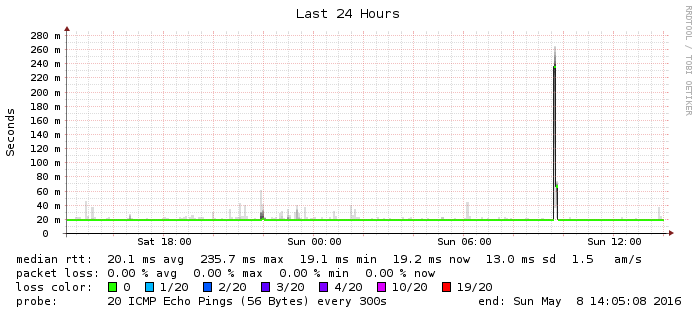 Last 24 Hours
RRDTOOL / TOBI OETIKER
Seconds
280 m
260 m
240 m
220 m
200 m
180 m
160 m
140 m
120 m
100 m
80 m
60 m
40 m
20 m
0
Sat 18:00 Sun 00:00 Sun 06:00 Sun 12:00
median rtt: 20.1 ms avg 235.7 ms max 19.1 ms min 19.2 ms now 13.0 ms sd 1.5 am/s
packet loss: 0.00 % avg 0.00 % max 0.00 % min 0.00 % now
loss color: 0 1/20 2/20 3/20 4/20 10/20 19/20
probe: 20 ICMP Echo Pings (56 Bytes) every 300s end: Sun May 8 14:05:08 2016